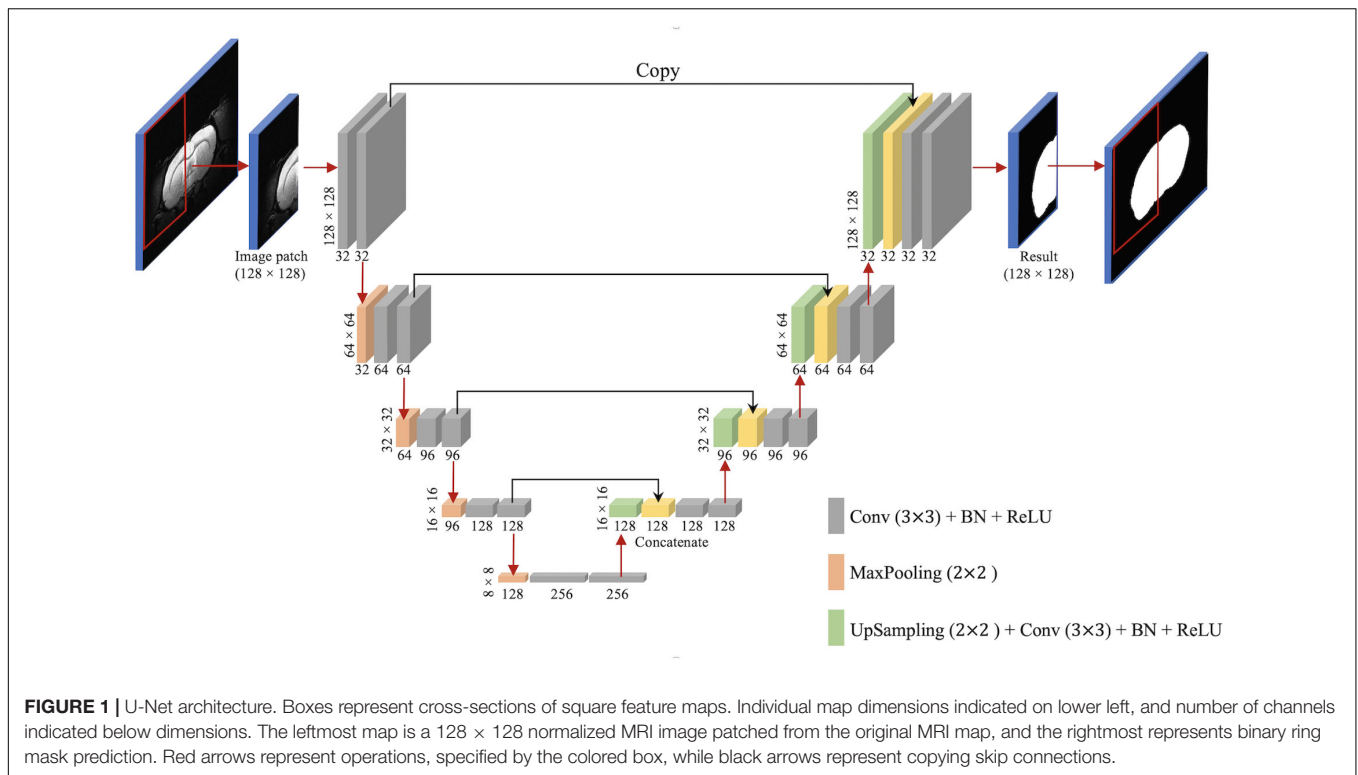 Copy
128 × 128
32 32
Image patch
(128 × 128)
128 × 128
32 32 32 32
Result
(128 × 128)
64 × 64
32 64 64
64 × 64
64 64 64 64
32 × 32
64 96 96
32 × 32
96 96 96 96
16 × 16
96 128 128
16 × 16
128 128 128 128
Concatenate
8 × 8
128 256 256
Conv (3×3) + BN + ReLU
MaxPooling (2×2 )
UpSampling (2×2 ) + Conv (3×3) + BN + ReLU
FIGURE 1 | U-Net architecture. Boxes represent cross-sections of square feature maps. Individual map dimensions indicated on lower left, and number of channels
indicated below dimensions. The leftmost map is a 128 × 128 normalized MRI image patched from the original MRI map, and the rightmost represents binary ring
mask prediction. Red arrows represent operations, specified by the colored box, while black arrows represent copying skip connections.